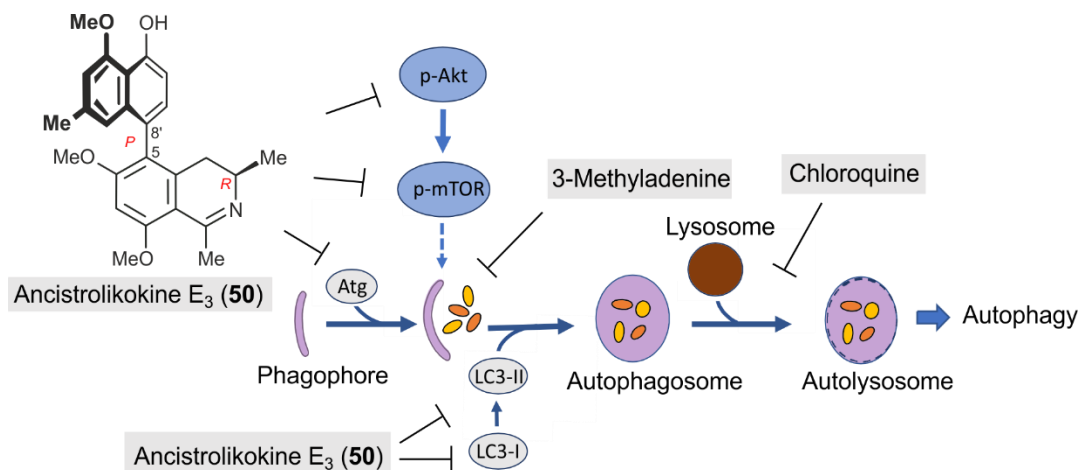 MeO
OH
Me
8'
P
5
MeO
Me
R
N
MeO
Me
Ancistrolikokine E3 (50)
p-Akt
p-mTOR
3-Methyladenine
Chloroquine
Lysosome
Atg
Phagophore
LC3-II
LC3-I
Autophagosome
Autolysosome
Autophagy
Ancistrolikokine E3 (50)